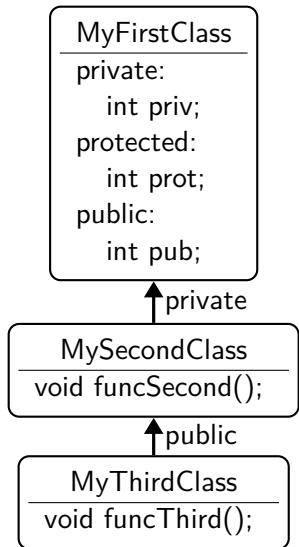 MyFirstClass
private:
int priv;
protected:
int prot;
public:
int pub;
private
MySecondClass
void funcSecond();
public
MyThirdClass
void funcThird();